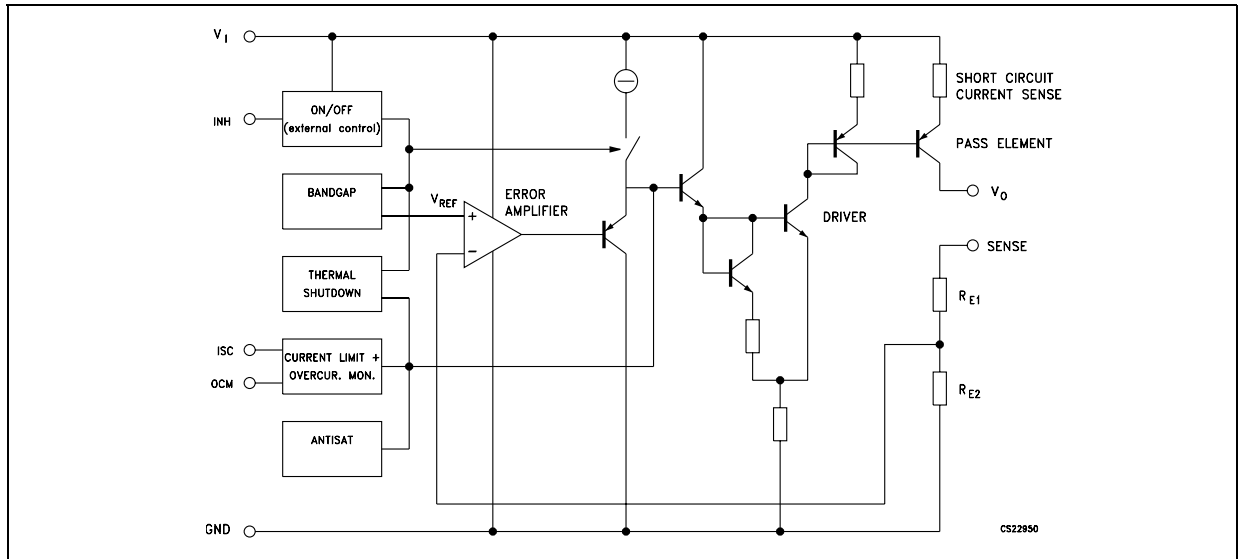 V I
ON/OFF
(external control)
INH
SHORT CIRCUIT
CURRENT SENSE
PASS ELEMENT
BANDGAP
V REF
ERROR
AMPLIFIER
+
−
V O
DRIVER
SENSE
THERMAL
SHUTDOWN
R E1
ISC
CURRENT LIMIT +
OVERCUR. MON.
OCM
R E2
ANTISAT
GND
CS22950